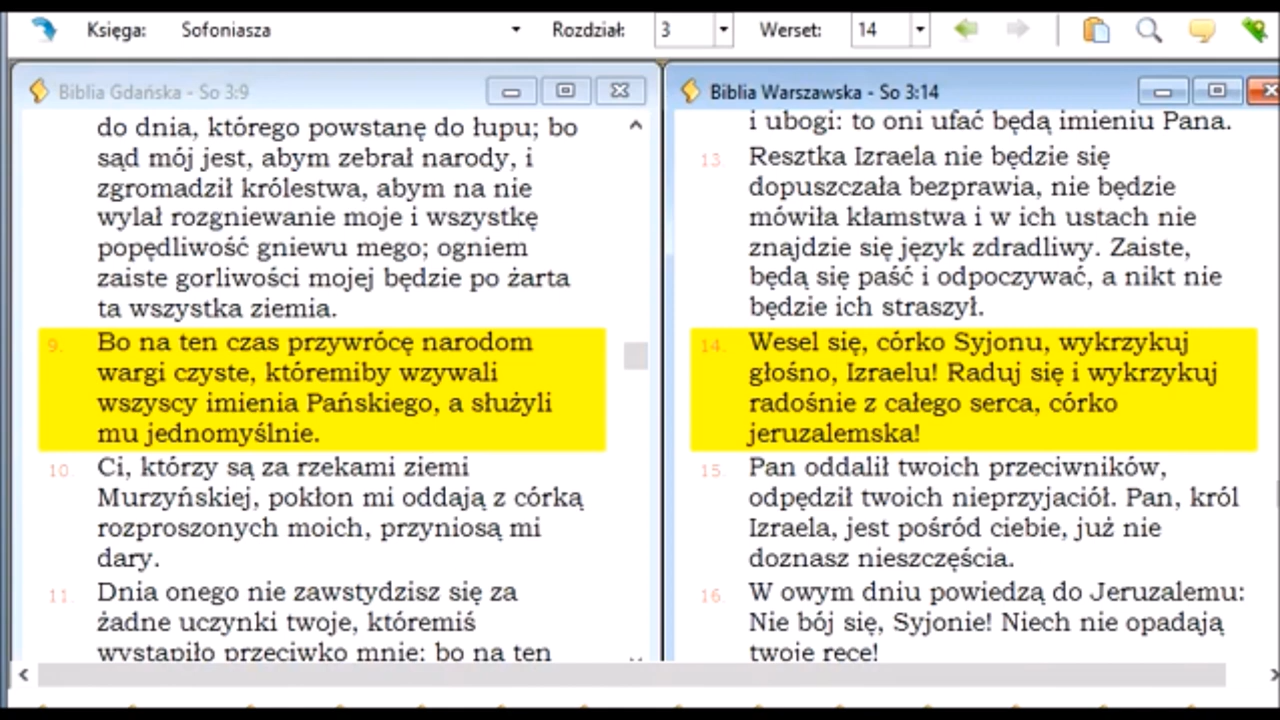 Księga: Sofoniasza Rozdział: 3 Werset: 14
Biblia Gdańska - So 3:9
do dnia, którego powstanę do łupu; bo
sąd mój jest, abym zebrał narody, i
zgromadził królestwa, abym na nie
wylał rozgniewanie moje i wszystkę
popędliwość gniewu mego; ogniem
zaiste gorliwości mojej będzie po żarta
ta wszystka ziemia.
9. Bo na ten czas przywrócę narodom
wargi czyste, któremiby wzywali
wszyscy imienia Pańskiego, a służyli
mu jednomyślnie.
10. Ci, którzy są za rzekami ziemi
Murzyńskiej, pokłon mi oddają z córką
rozproszonych moich, przyniosą mi
dary.
11. Dnia onego nie zawstydzisz się za
żadne uczynki twoje, któremiś
wystąpiło przeciwko mnie; bo na ten
Biblia Warszawska - So 3:14
i ubogi: to oni ufać będą imieniu Pana.
13. Resztka Izraela nie będzie się
dopuszczała bezprawia, nie będzie
mówiła kłamstwa i w ich ustach nie
znajdzie się język zdradliwy. Zaiste,
będą się paść i odpoczywać, a nikt nie
będzie ich straszył.
14. Wesel się, córko Syjonu, wykrzykuj
głośno, Izraelu! Raduj się i wykrzykuj
radośnie z całego serca, córko
jeruzalemska!
15. Pan oddalił twoich przeciwników,
odpędził twoich nieprzyjaciół. Pan, król
Izraela, jest pośród ciebie, już nie
doznasz nieszczęścia.
16. W owym dniu powiedzą do Jeruzalemu:
Nie bój się, Syjonie! Niech nie opadają
twoje ręce!